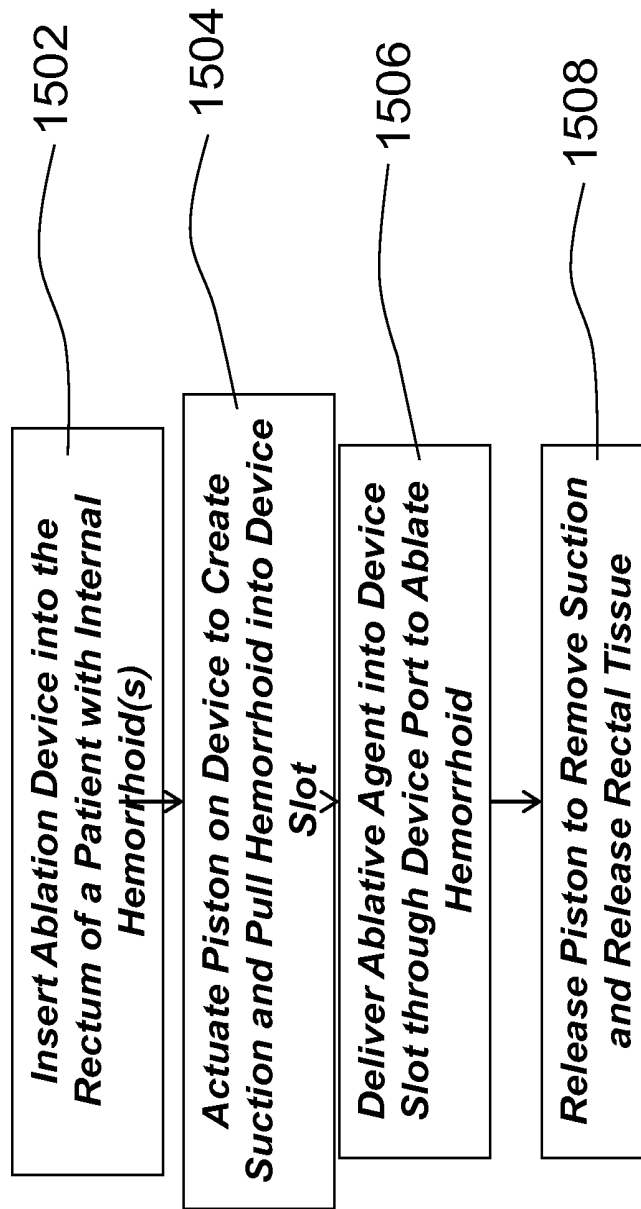 Insert Ablation Device into the
Rectum of a Patient with Internal
Hemorrhoid(s)
1502
Actuate Piston on Device to Create
Suction and Pull Hemorrhoid into Device
Slot
1504
Deliver Ablative Agent into Device
Slot through Device Port to Ablate
Hemorrhoid
1506
Release Piston to Remove Suction
and Release Rectal Tissue
1508